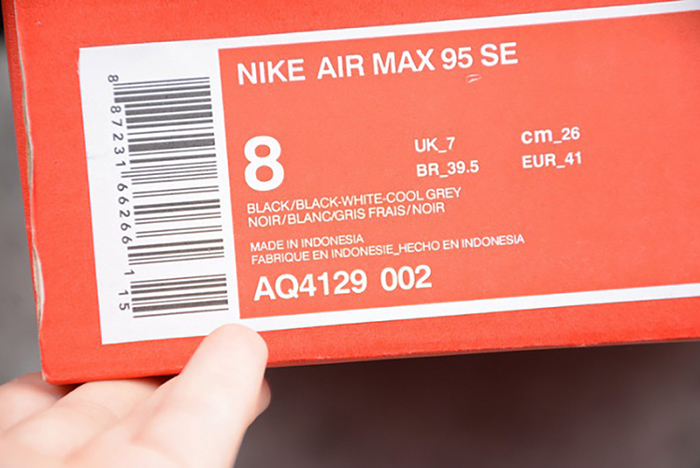 NIKE AIR MAX 95 SE
8
UK_7 cm_26
BR_39.5 EUR_41
BLACK/BLACK-WHITE-COOL GREY
NOIR/BLANC/GRIS FRAIS/NOIR
MADE IN INDONESIA
FABRIQUE EN INDONESIE_HECHO EN INDONESIA
AQ4129 002
8 87231 66266 1 15